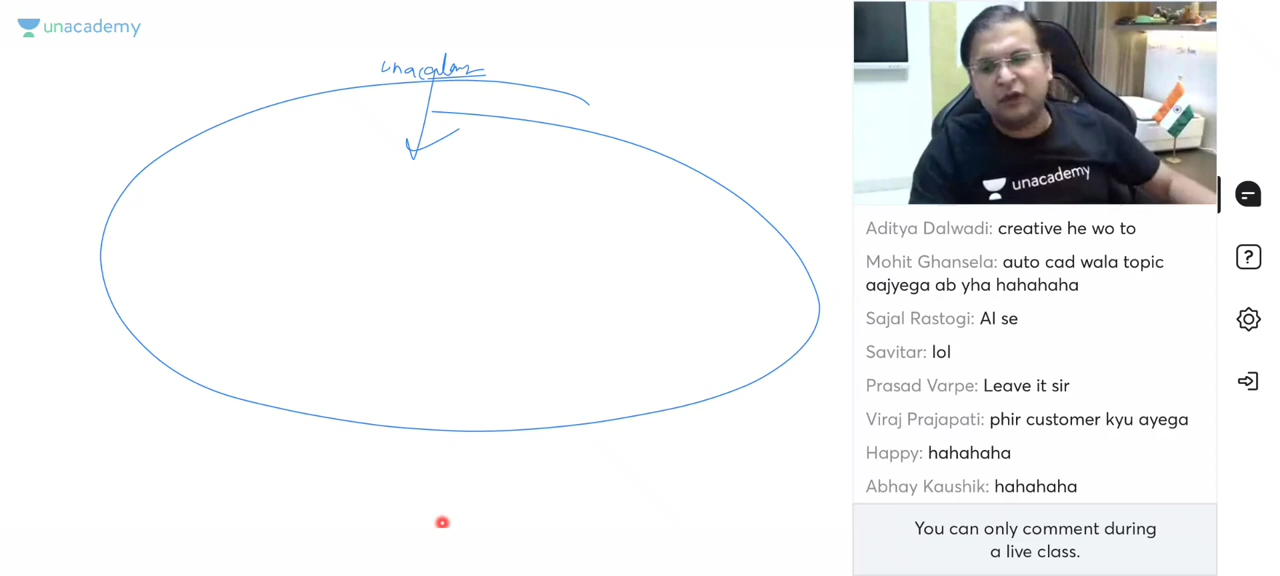 unacademy
unacademy
unacademy
Aditya Dalwadi: creative he wo to
Mohit Ghansela: auto cad wala topic
aajyega ab yha hahahaha
Sajal Rastogi: AI se
Savitar: lol
Prasad Varpe: Leave it sir
Viraj Prajapati: phir customer kyu ayega
Happy: hahahaha
Abhay Kaushik: hahahaha
You can only comment during
a live class.
?